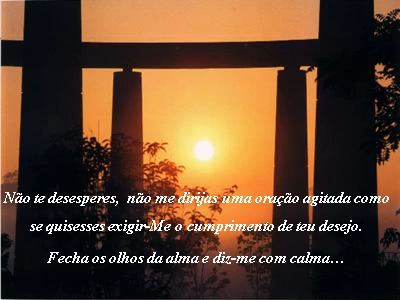 Não te desesperes, não me dirijas uma oração agitada como
se quisesses exigir-Me o cumprimento de teu desejo.
Fecha os olhos da alma e diz-me com calma…